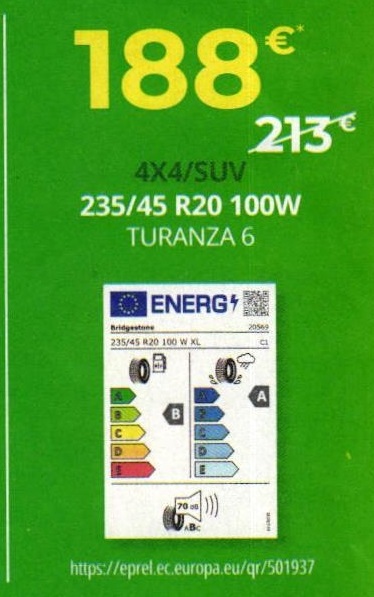 188€*
213€
4X4/SUV
235/45 R20 100W
TURANZA 6
ENERG
Bridgestone 20569
235/45 R20 100 W XL C1
A A
B B B
C C
D D
E E
A
70 dB
ABC
https://eprel.ec.europa.eu/qr/501937